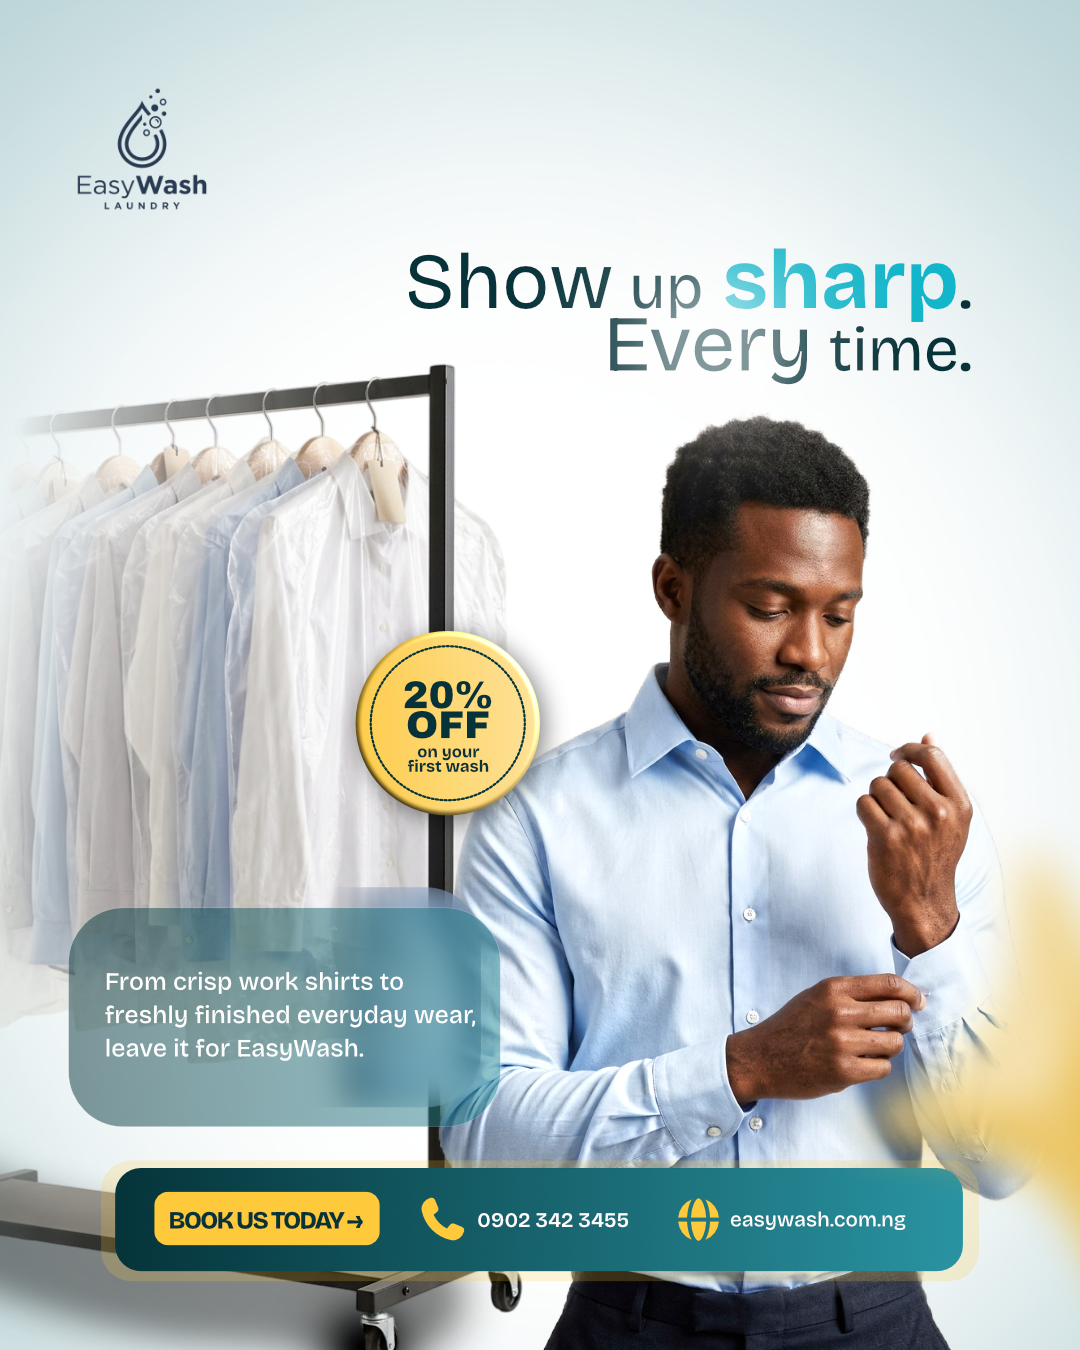 EasyWash
LAUNDRY
Show up sharp.
Every time.
20%
OFF
on your
first wash
From crisp work shirts to
freshly finished everyday wear,
leave it for EasyWash.
BOOK US TODAY→
0902 342 3455
easywash.com.ng